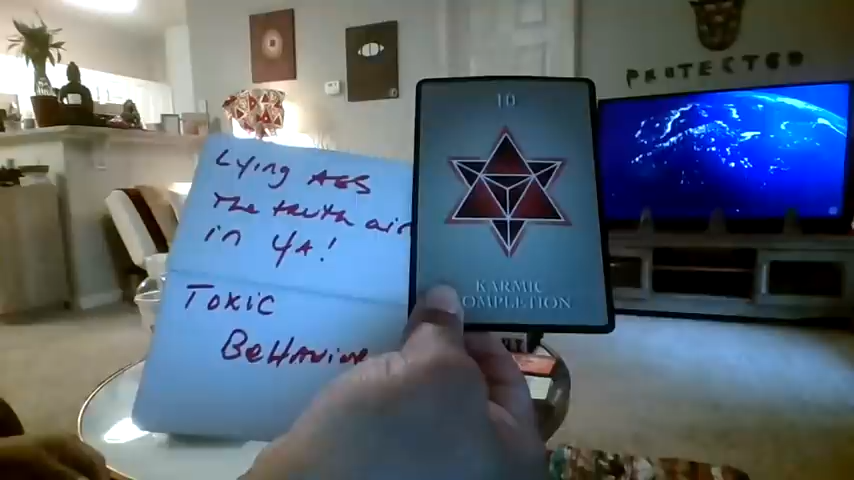 PROTECTED
Lying ASS
The truth ain
in yA!
Toxic
BeHAvior
10
KARMIC
COMPLETION